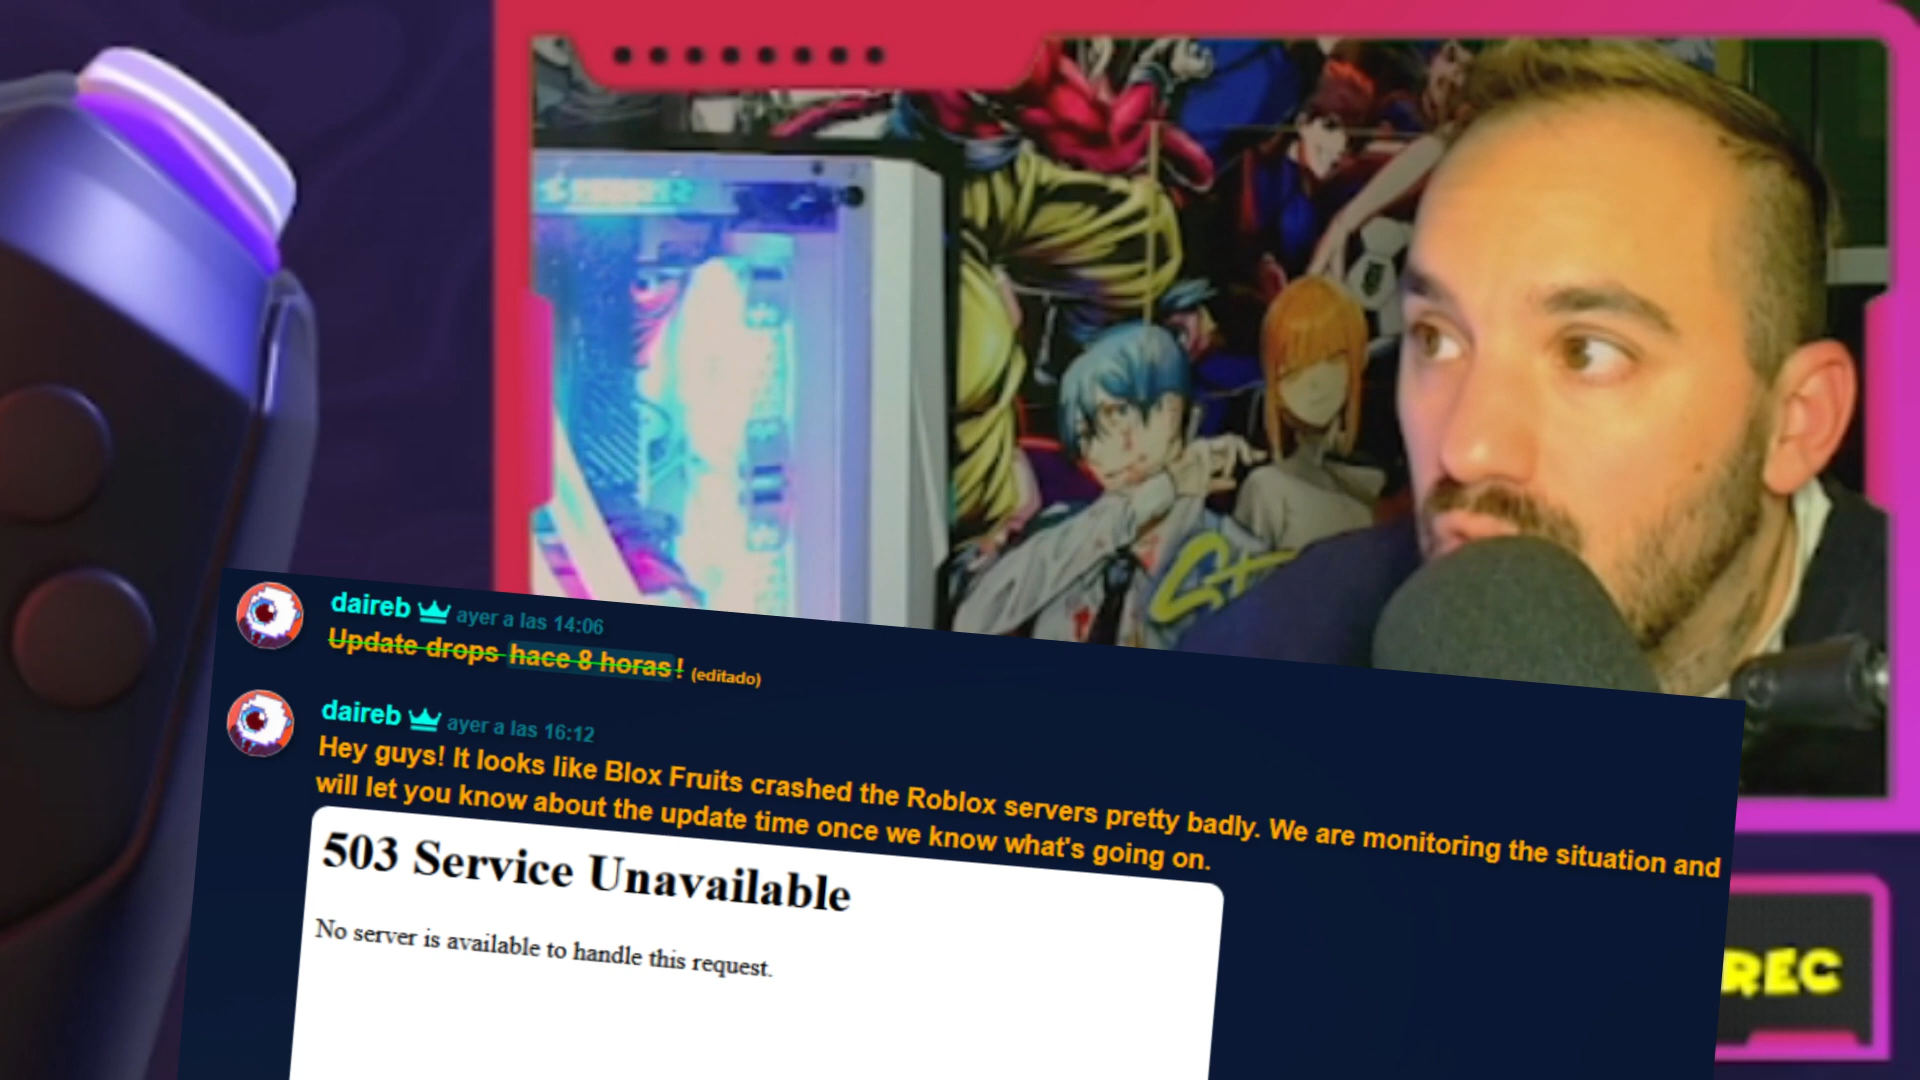 daireb ayer a las 14:06
Update drops hace 8 horas! (editado)
daireb ayer a las 16:12
Hey guys! It looks like Blox Fruits crashed the Roblox servers pretty badly. We are monitoring the situation and
will let you know about the update time once we know what's going on.
503 Service Unavailable
No server is available to handle this request.
REC